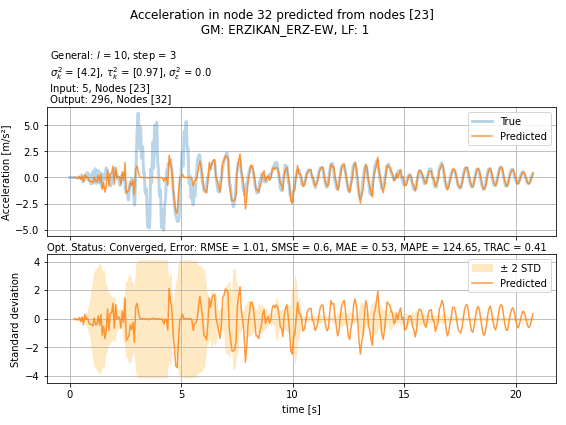 Acceleration in node 32 predicted from nodes [23]
GM: ERZIKAN_ERZ-EW, LF: 1
General: l = 10, step = 3
σ²ₖ = [4.2], τ²ₖ = [0.97], σ²ε = 0.0
Input: 5, Nodes [23]
Output: 296, Nodes [32]
Acceleration [m/s²]
5.0
2.5
0.0
−2.5
−5.0
True
Predicted
Opt. Status: Converged, Error: RMSE = 1.01, SMSE = 0.6, MAE = 0.53, MAPE = 124.65, TRAC = 0.41
Standard deviation
4
2
0
−2
−4
± 2 STD
Predicted
0
5
10
15
20
time [s]